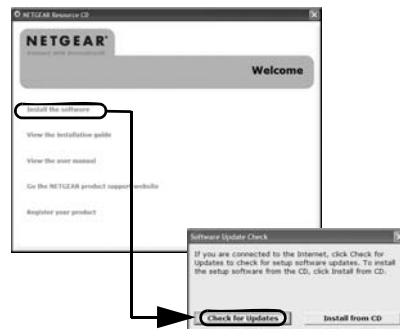 NETGEAR Resource CD
NETGEAR®
Connect with Innovation™
Welcome
Install the software
View the installation guide
View the user manual
Go the NETGEAR product support website
Register your product
Software Update Check
If you are connected to the Internet, click Check for
Updates to check for setup software updates. To install
the setup software from the CD, click Install from CD.
Check for Updates
Install from CD